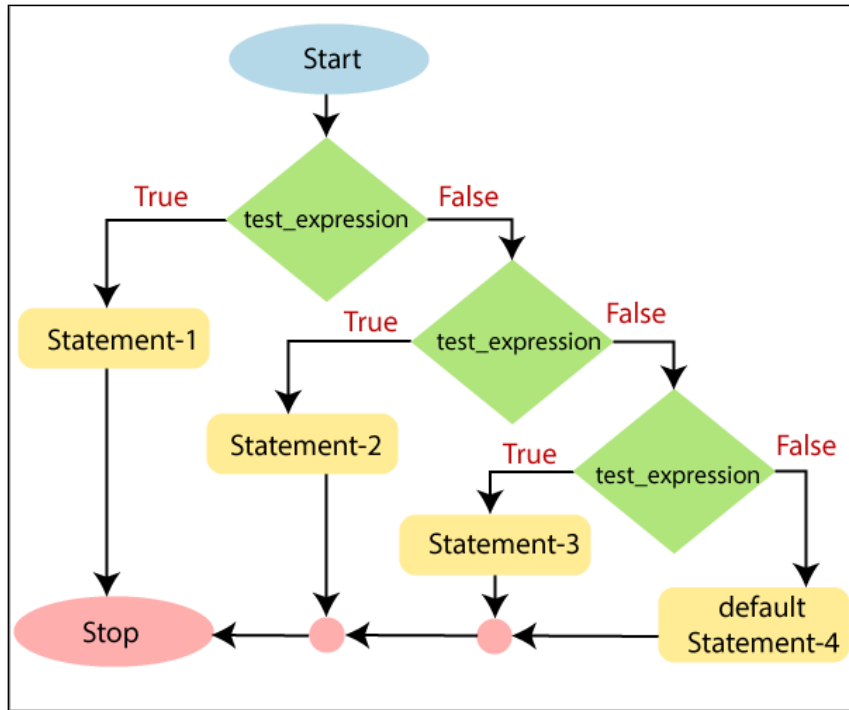 Start
True
False
test_expression
Statement-1
True
False
test_expression
Statement-2
True
False
test_expression
Statement-3
default
Statement-4
Stop